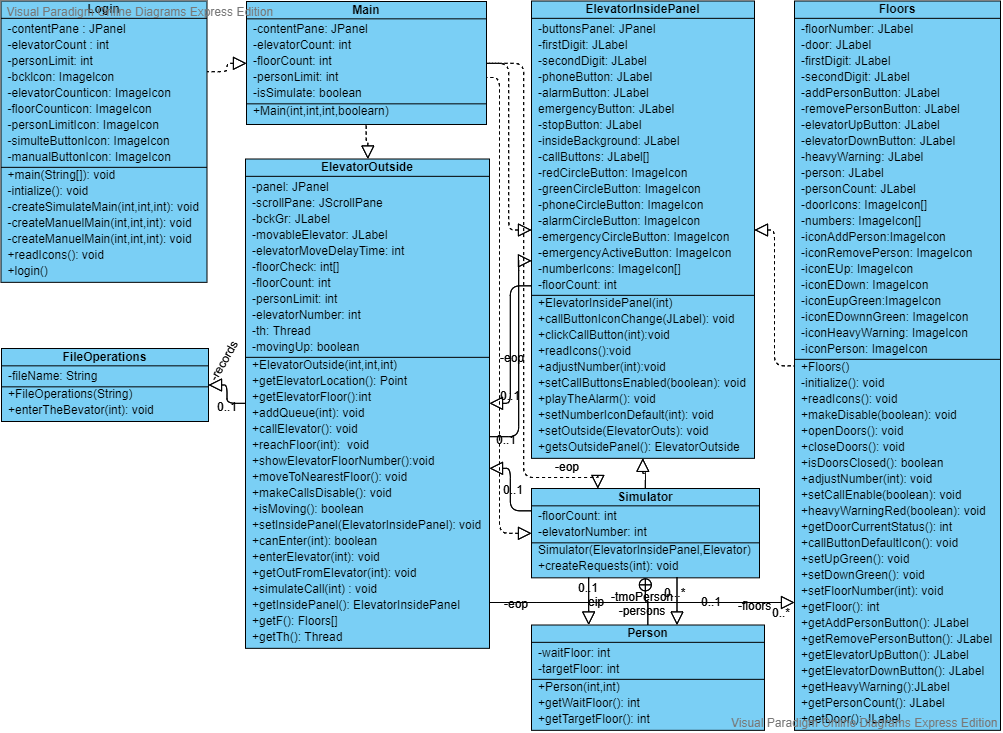 Visual Paradigm Online Diagrams Express Edition
Login
-contentPane : JPanel
-elevatorCount : int
-personLimit: int
-bckIcon: ImageIcon
-elevatorCounticon: ImageIcon
-floorCounticon: ImageIcon
-personLimitIcon: ImageIcon
-simulteButtonIcon: ImageIcon
-manualButtonIcon: ImageIcon
+main(String[]): void
-intialize(): void
-createSimulateMain(int,int,int): void
-createManuelMain(int,int,int): void
-createManuelMain(int,int,int): void
+readIcons(): void
+login()
Main
-contentPane: JPanel
-elevatorCount: int
-floorCount: int
-personLimit: int
-isSimulate: boolean
+Main(int,int,int,boolearn)
ElevatorOutside
-panel: JPanel
-scrollPane: JScrollPane
-bckGr: JLabel
-movableElevator: JLabel
-elevatorMoveDelayTime: int
-floorCheck: int[]
-floorCount: int
-personLimit: int
-elevatorNumber: int
-th: Thread
-movingUp: boolean
+ElevatorOutside(int,int,int)
+getElevatorLocation(): Point
+getElevatorFloor():int
+addQueue(int): void
+callElevator(): void
+reachFloor(int): void
+showElevatorFloorNumber():void
+moveToNearestFloor(): void
+makeCallsDisable(): void
+isMoving(): boolean
+setInsidePanel(ElevatorInsidePanel): void
+canEnter(int): boolean
+enterElevator(int): void
+getOutFromElevator(int): void
+simulateCall(int) : void
+getInsidePanel(): ElevatorInsidePanel
+getF(): Floors[]
+getTh(): Thread
FileOperations
-fileName: String
+FileOperations(String)
+enterTheBevator(int): void
-records
0..1
ElevatorInsidePanel
-buttonsPanel: JPanel
-firstDigit: JLabel
-secondDigit: JLabel
-phoneButton: JLabel
-alarmButton: JLabel
emergencyButton: JLabel
-stopButton: JLabel
-insideBackground: JLabel
-callButtons: JLabel[]
-redCircleButton: ImageIcon
-greenCircleButton: ImageIcon
-phoneCircleButton: ImageIcon
-alarmCircleButton: ImageIcon
-emergencyCircleButton: ImageIcon
-emergencyActiveButton: ImageIcon
-numberIcons: ImageIcon[]
-floorCount: int
+ElevatorInsidePanel(int)
+callButtonIconChange(JLabel): void
+clickCallButton(int):void
+readIcons():void
+adjustNumber(int):void
+setCallButtonsEnabled(boolean): void
+playTheAlarm(): void
+setNumberIconDefault(int): void
+setOutside(ElevatorOuts): void
+getsOutsidePanel(): ElevatorOutside
-eop
0..1
0..1
-eop
0..1
Simulator
-floorCount: int
-elevatorNumber: int
Simulator(ElevatorInsidePanel,Elevator)
+createRequests(int): void
0..1
eip
-tmoPerson
0..*
-persons
-eop
0..1
-floors
0..*
Person
-waitFloor: int
-targetFloor: int
+Person(int,int)
+getWaitFloor(): int
+getTargetFloor(): int
Floors
-floorNumber: JLabel
-door: JLabel
-firstDigit: JLabel
-secondDigit: JLabel
-addPersonButton: JLabel
-removePersonButton: JLabel
-elevatorUpButton: JLabel
-elevatorDownButton: JLabel
-heavyWarning: JLabel
-person: JLabel
-personCount: JLabel
-doorIcons: ImageIcon[]
-numbers: ImageIcon[]
-iconAddPerson:ImageIcon
-iconRemovePerson: ImageIcon
-iconEUp: ImageIcon
-iconEDown: ImageIcon
-iconEupGreen:ImageIcon
-iconEDownnGreen: ImageIcon
-iconHeavyWarning: ImageIcon
-iconPerson: ImageIcon
+Floors()
-initialize(): void
+readIcons(): void
+makeDisable(boolean): void
+openDoors(): void
+closeDoors(): void
+isDoorsClosed(): boolean
+adjustNumber(int): void
+setCallEnable(boolean): void
+heavyWarningRed(boolean): void
+getDoorCurrentStatus(): int
+callButtonDefaultIcon(): void
+setUpGreen(): void
+setDownGreen(): void
+setFloorNumber(int): void
+getFloor(): int
+getAddPersonButton(): JLabel
+getRemovePersonButton(): JLabel
+getElevatorUpButton(): JLabel
+getElevatorDownButton(): JLabel
+getHeavyWarning():JLabel
+getPersonCount(): JLabel
+getDoor(): JLabel
Visual Paradigm Online Diagrams Express Edition